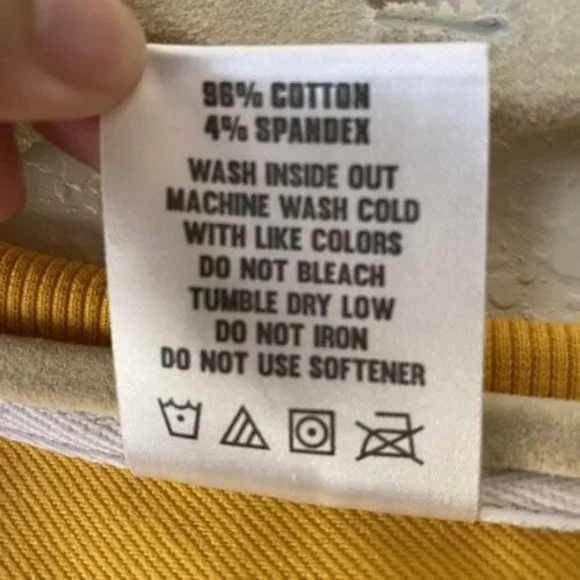 96% COTTON
4% SPANDEX
WASH INSIDE OUT
MACHINE WASH COLD
WITH LIKE COLORS
DO NOT BLEACH
TUMBLE DRY LOW
DO NOT IRON
DO NOT USE SOFTENER